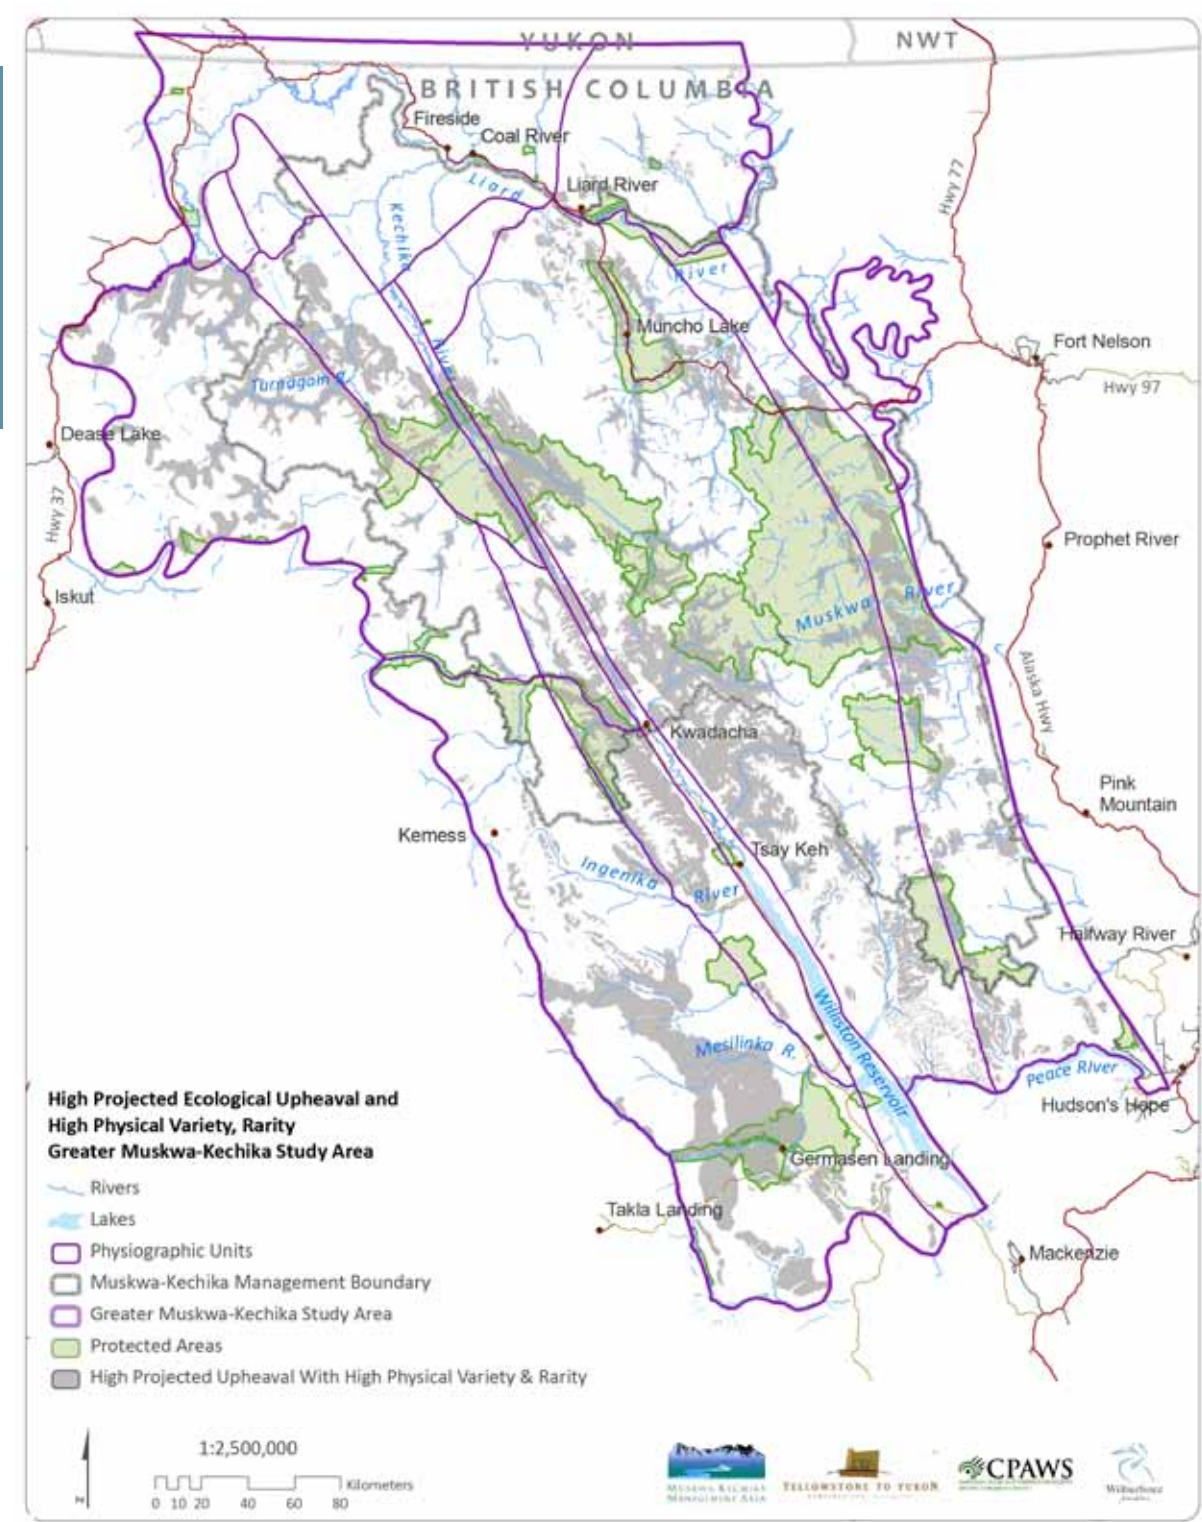 YUKON
NWT
BRITISH COLUMBIA
Fireside
Coal River
Liard River
Liard
River
Kechika
River
Hwy 77
Muncho Lake
Fort Nelson
Hwy 97
Turnagain R.
Dease Lake
Hwy 37
Iskut
Prophet River
Muskwa River
Alaska Hwy
Kwadacha
Pink
Mountain
Kemess
Tsay Keh
Ingenika River
Halfway River
Williston Reservoir
Mesilinka R.
Peace River
Hudson's Hope
Germasen Landing
Takla Landing
Mackenzie
High Projected Ecological Upheaval and
High Physical Variety, Rarity
Greater Muskwa-Kechika Study Area
Rivers
Lakes
Physiographic Units
Muskwa-Kechika Management Boundary
Greater Muskwa-Kechika Study Area
Protected Areas
High Projected Upheaval With High Physical Variety & Rarity
N
1:2,500,000
Kilometers
0 10 20 40 60 80
MUSKWA-KECHIKA
MANAGEMENT AREA
YELLOWSTONE TO YUKON
CPAWS